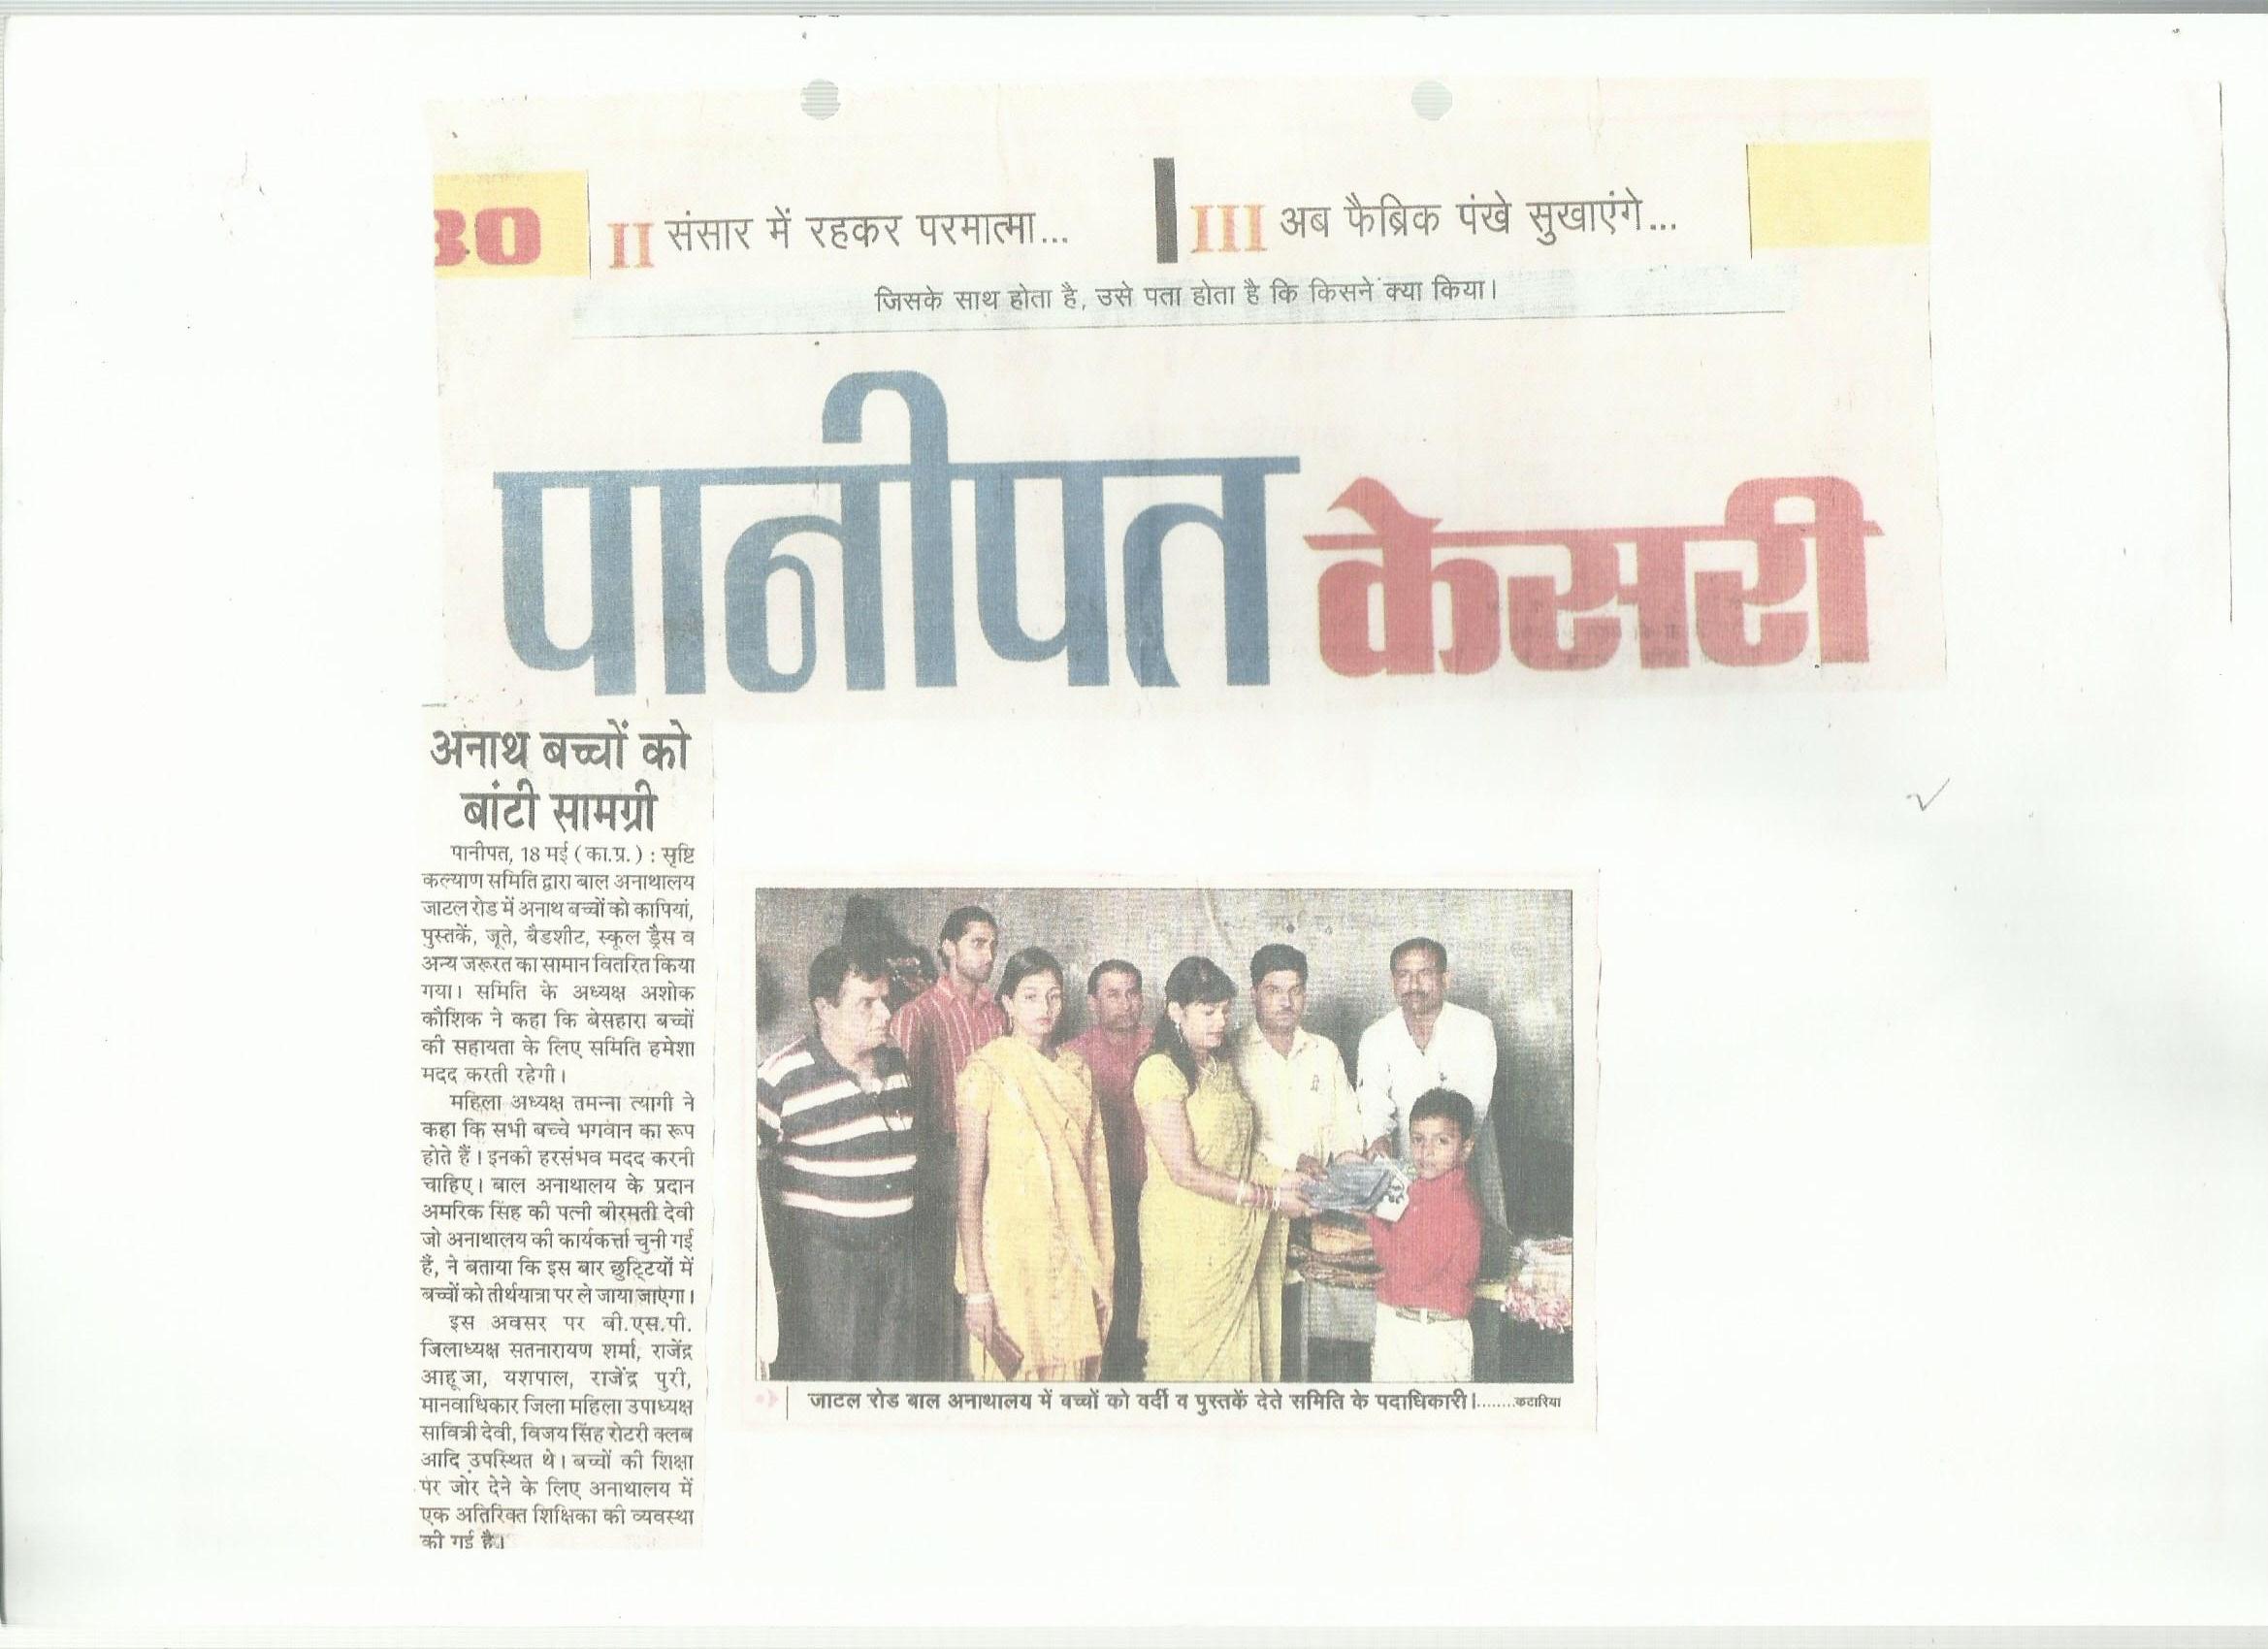 30
II संसार में रहकर परमात्मा...
III अब फैब्रिक पंखे सुखाएंगे...
जिसके साथ होता है, उसे पता होता है कि किसने क्या किया।
पानीपत केसरी
अनाथ बच्चों को
बांटी सामग्री
पानीपत, 18 मई (का.प्र.) : सृष्टि
कल्याण समिति द्वारा बाल अनाथालय
जाटल रोड में अनाथ बच्चों को कापियां,
पुस्तकें, जूते, बैडशीट, स्कूल ड्रैस व
अन्य जरूरत का सामान वितरित किया
गया। समिति के अध्यक्ष अशोक
कौशिक ने कहा कि बेसहारा बच्चों
की सहायता के लिए समिति हमेशा
मदद करती रहेगी।
महिला अध्यक्ष तमन्ना त्यागी ने
कहा कि सभी बच्चे भगवान का रूप
होते हैं। इनकी हरसंभव मदद करनी
चाहिए। बाल अनाथालय के प्रदान
अमरिक सिंह की पत्नी बीरमती देवी
जो अनाथालय की कार्यकर्त्ता चुनी गई
हैं, ने बताया कि इस बार छुट्टियों में
बच्चों को तीर्थयात्रा पर ले जाया जाएगा।
इस अवसर पर बी.एस.पी.
जिलाध्यक्ष सतनारायण शर्मा, राजेंद्र
आहूजा, यशपाल, राजेंद्र पुरी,
मानवाधिकार जिला महिला उपाध्यक्ष
सावित्री देवी, विजय सिंह रोटरी क्लब
आदि उपस्थित थे। बच्चों की शिक्षा
पर जोर देने के लिए अनाथालय में
एक अतिरिक्त शिक्षिका की व्यवस्था
की गई है।
जाटल रोड बाल अनाथालय में बच्चों को वर्दी व पुस्तकें देते समिति के पदाधिकारी।........कटारिया